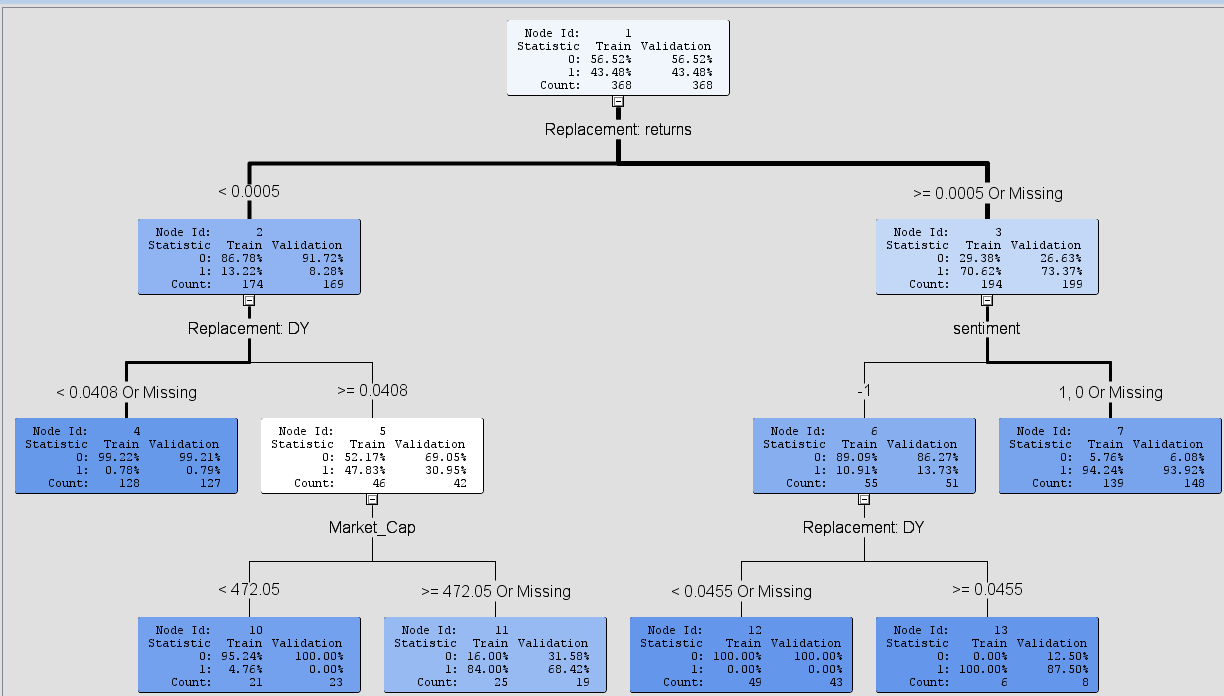 Node Id: 1
Statistic Train Validation
0: 56.52% 56.52%
1: 43.48% 43.48%
Count: 368 368
Replacement: returns
< 0.0005
>= 0.0005 Or Missing
Node Id: 2
Statistic Train Validation
0: 86.78% 91.72%
1: 13.22% 8.28%
Count: 174 169
Node Id: 3
Statistic Train Validation
0: 29.38% 26.63%
1: 70.62% 73.37%
Count: 194 199
Replacement: DY
sentiment
< 0.0408 Or Missing
>= 0.0408
-1
1, 0 Or Missing
Node Id: 4
Statistic Train Validation
0: 99.22% 99.21%
1: 0.78% 0.79%
Count: 128 127
Node Id: 5
Statistic Train Validation
0: 52.17% 69.05%
1: 47.83% 30.95%
Count: 46 42
Node Id: 6
Statistic Train Validation
0: 89.09% 86.27%
1: 10.91% 13.73%
Count: 55 51
Node Id: 7
Statistic Train Validation
0: 5.76% 6.08%
1: 94.24% 93.92%
Count: 139 148
Market_Cap
Replacement: DY
< 472.05
>= 472.05 Or Missing
< 0.0455 Or Missing
>= 0.0455
Node Id: 10
Statistic Train Validation
0: 95.24% 100.00%
1: 4.76% 0.00%
Count: 21 23
Node Id: 11
Statistic Train Validation
0: 16.00% 31.58%
1: 84.00% 68.42%
Count: 25 19
Node Id: 12
Statistic Train Validation
0: 100.00% 100.00%
1: 0.00% 0.00%
Count: 49 43
Node Id: 13
Statistic Train Validation
0: 0.00% 12.50%
1: 100.00% 87.50%
Count: 6 8